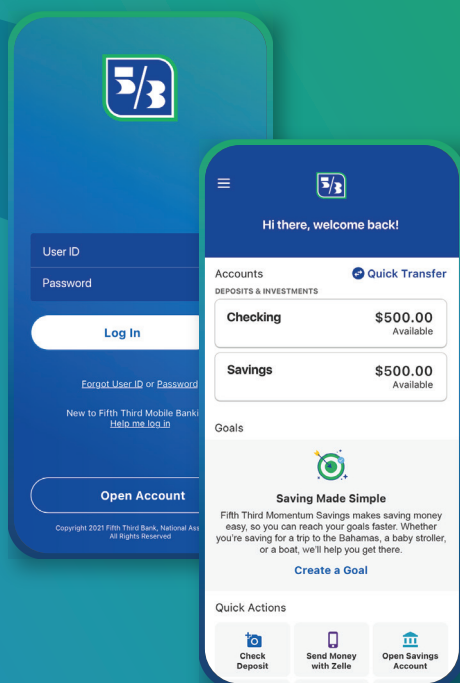 5/3
User ID
Password
Log In
Forgot User ID or Password
New to Fifth Third Mobile
Help me log in
Open Account
Copyright 2021 Fifth Third Bank, National
All Rights Reserved
5/3
Hi there, welcome back!
Accounts
Quick Transfer
DEPOSITS & INVESTMENTS
Checking
$500.00
Available
Savings
$500.00
Available
Goals
Saving Made Simple
Fifth Third Momentum Savings makes saving money
easy, so you can reach your goals faster. Whether
you're saving for a trip to the Bahamas, a baby stroller,
or a boat, we'll help you get there.
Create a Goal
Quick Actions
Check
Deposit
Send Money
with Zelle
Open Savings
Account